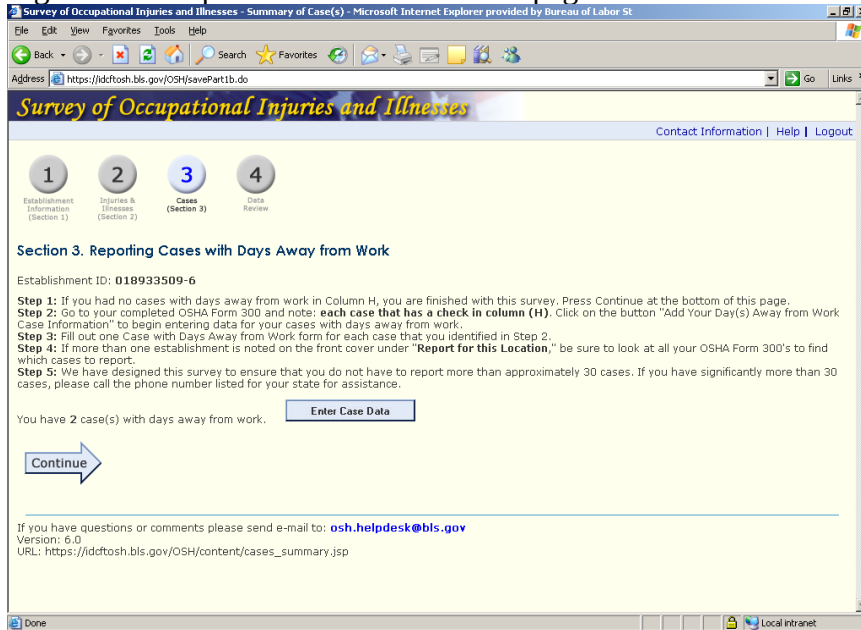 Survey of Occupational Injuries and Illnesses - Summary of Case(s) - Microsoft Internet Explorer provided by Bureau of Labor St
File Edit View Favorites Tools Help
Back Search Favorites
Address https://idcftosh.bls.gov/OSH/savePart1b.do Go Links
Survey of Occupational Injuries and Illnesses
Contact Information | Help | Logout
1 2 3 4
Establishment Information (Section 1)
Injuries & Illnesses (Section 2)
Cases (Section 3)
Data Review
Section 3. Reporting Cases with Days Away from Work
Establishment ID: 018933509-6
Step 1: If you had no cases with days away from work in Column H, you are finished with this survey. Press Continue at the bottom of this page.
Step 2: Go to your completed OSHA Form 300 and note: each case that has a check in column (H). Click on the button "Add Your Day(s) Away from Work
Case Information" to begin entering data for your cases with days away from work.
Step 3: Fill out one Case with Days Away from Work form for each case that you identified in Step 2.
Step 4: If more than one establishment is noted on the front cover under "Report for this Location," be sure to look at all your OSHA Form 300's to find
which cases to report.
Step 5: We have designed this survey to ensure that you do not have to report more than approximately 30 cases. If you have significantly more than 30
cases, please call the phone number listed for your state for assistance.
You have 2 case(s) with days away from work. Enter Case Data
Continue
If you have questions or comments please send e-mail to: osh.helpdesk@bls.gov
Version: 6.0
URL: https://idcftosh.bls.gov/OSH/content/cases_summary.jsp
Done Local intranet